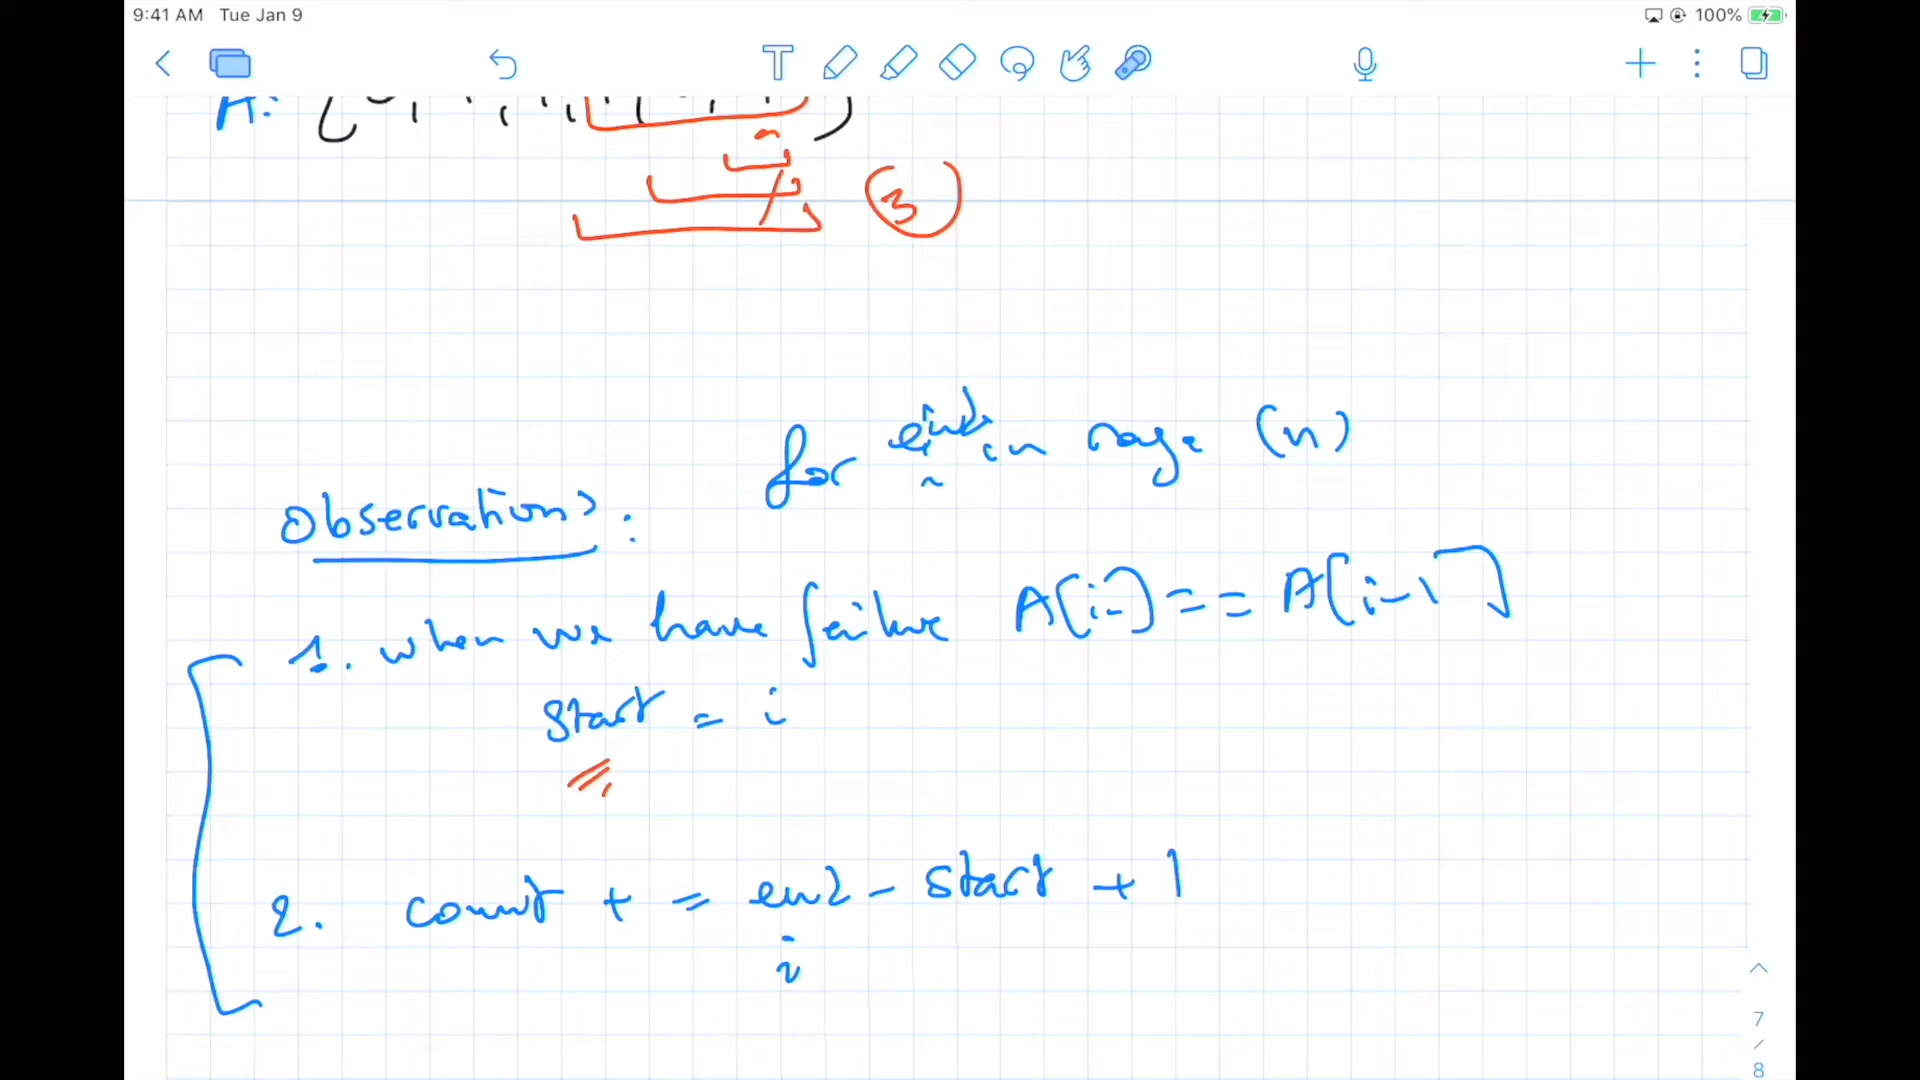 9:41 AM Tue Jan 9
100%
T
A:
3
for end in range (n)
i
Observations:
1. when we have failure A[i] == A[i-1]
start = i
2. count += end - start + 1
i
7
/
8